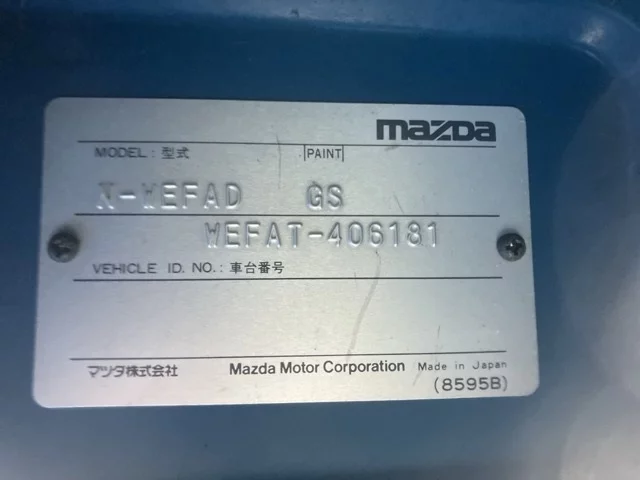 mazda
MODEL : 型式 PAINT
N-WEFAD GS
WEFAT-406181
VEHICLE ID. NO. : 車台番号
マツダ株式会社 Mazda Motor Corporation Made in Japan
(8595B)